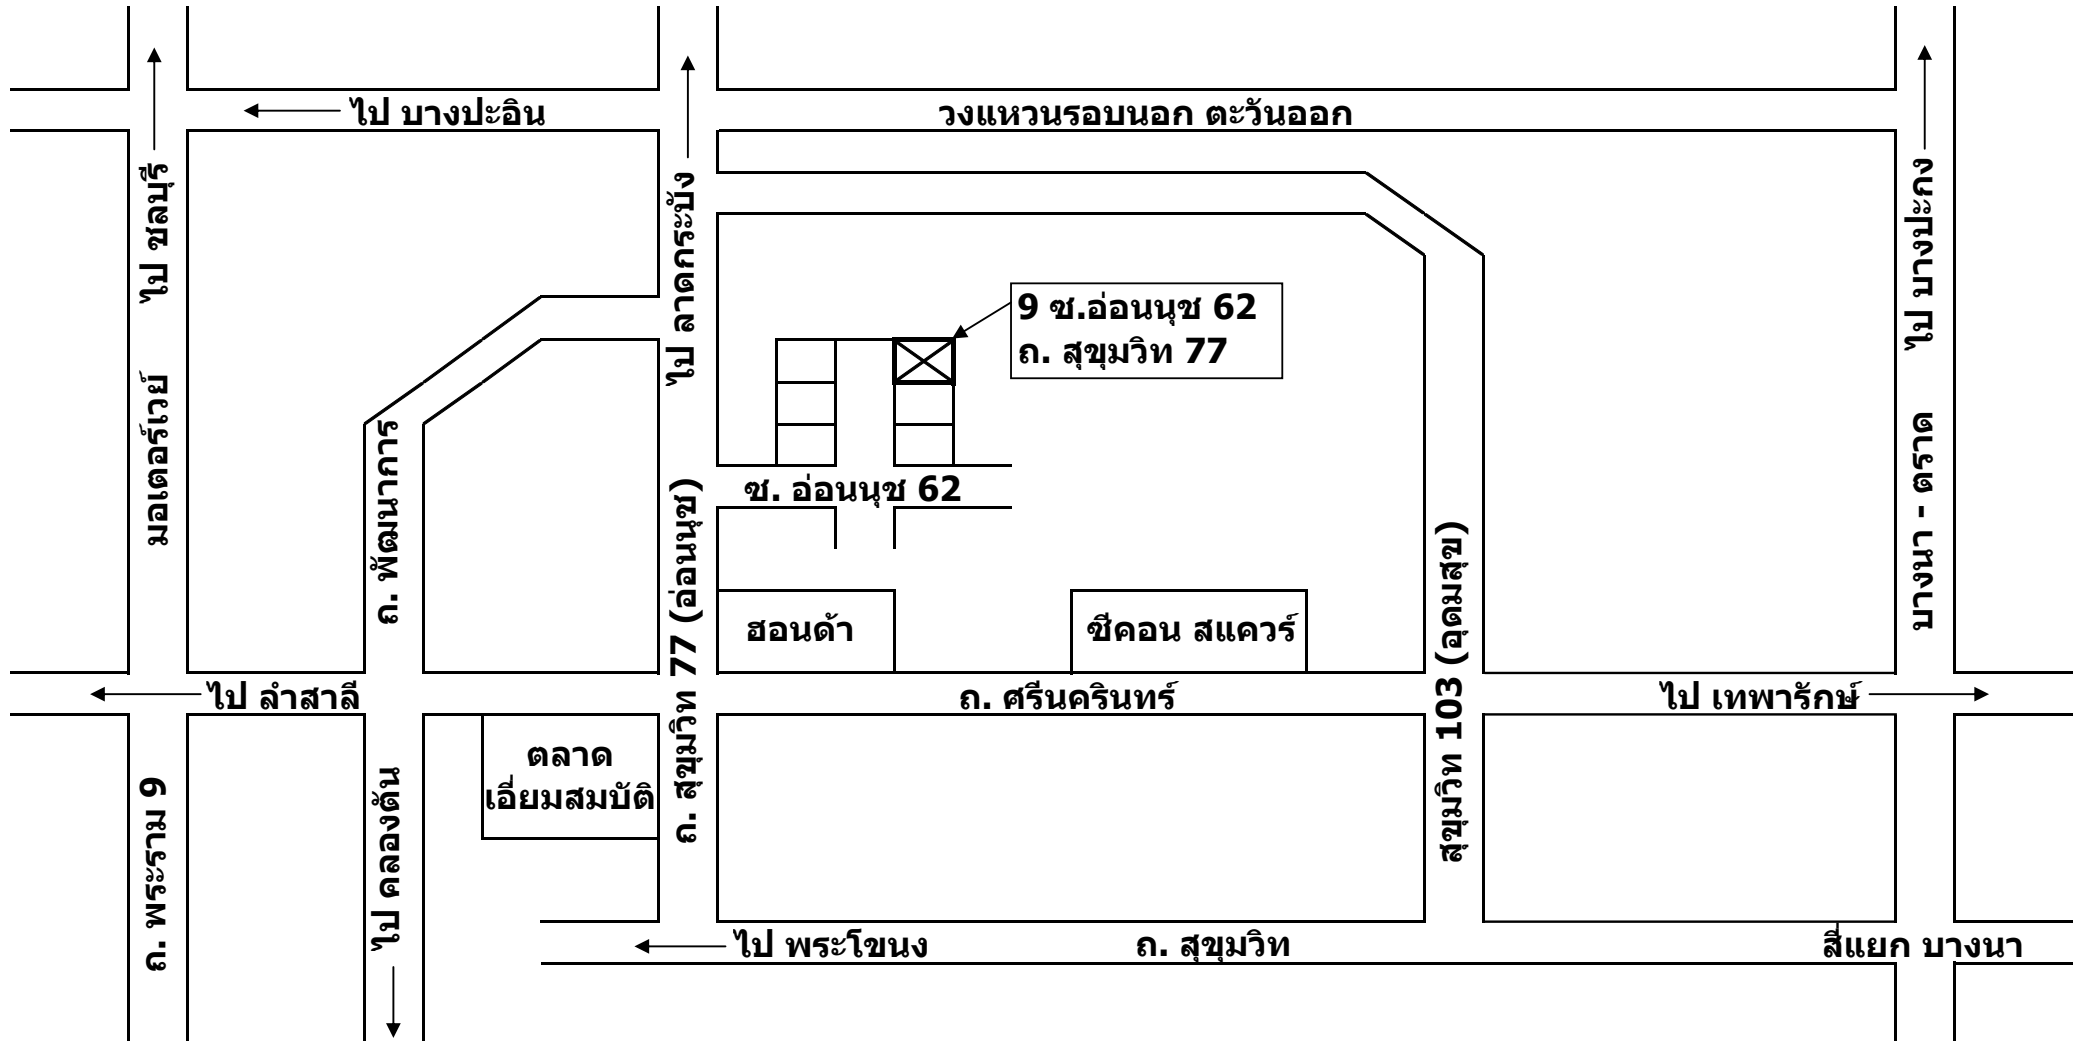 ไป บางปะอิน
วงแหวนรอบนอก ตะวันออก
ไป ชลบุรี
ไป ลาดกระบัง
ไป บางปะกง
9 ซ.อ่อนนุช 62
ถ. สุขุมวิท 77
มอเตอร์เวย์
ถ. พัฒนาการ
ซ. อ่อนนุช 62
ถ. สุขุมวิท 77 (อ่อนนุช)
สุขุมวิท 103 (อุดมสุข)
บางนา - ตราด
ฮอนด้า
ซีคอน สแควร์
ไป ลำสาลี
ถ. ศรีนครินทร์
ไป เทพารักษ์
ตลาด
เอี่ยมสมบัติ
ถ. พระราม 9
ไป คลองตัน
ไป พระโขนง
ถ. สุขุมวิท
สี่แยก บางนา